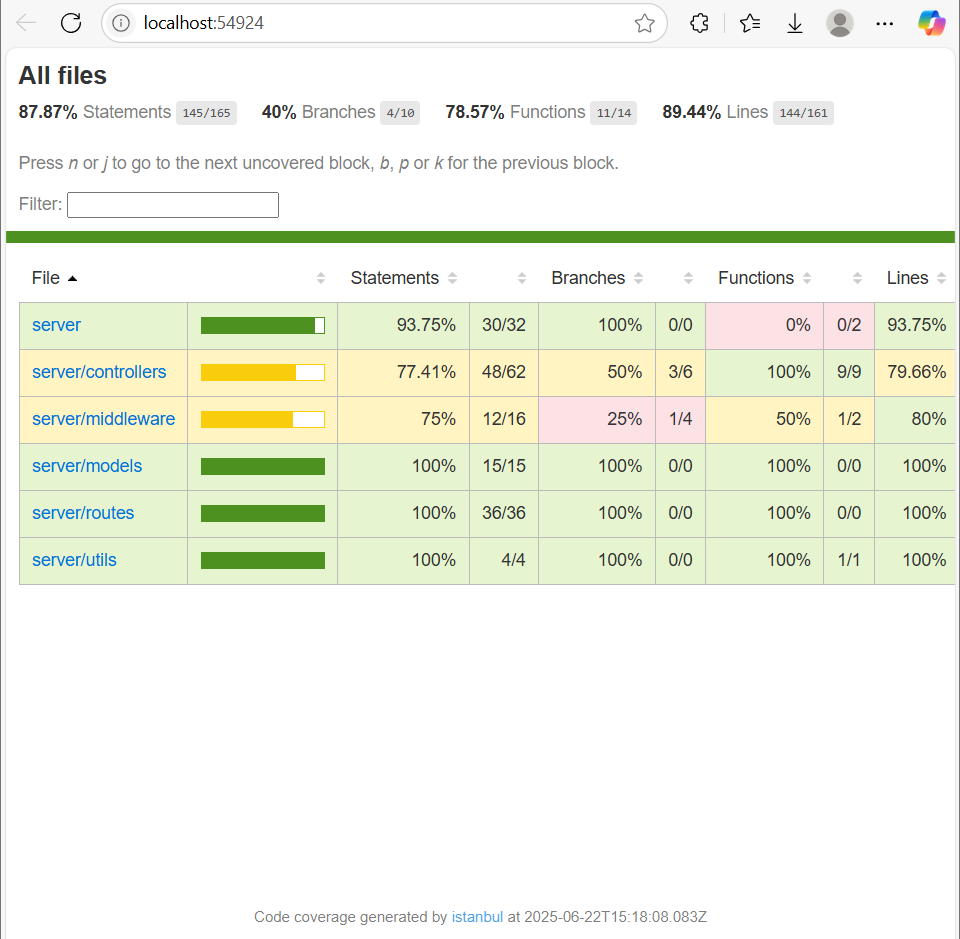 localhost:54924
All files
87.87% Statements 145/165 40% Branches 4/10 78.57% Functions 11/14 89.44% Lines 144/161
Press n or j to go to the next uncovered block, b, p or k for the previous block.
Filter:
File Statements Branches Functions Lines
server 93.75% 30/32 100% 0/0 0% 0/2 93.75%
server/controllers 77.41% 48/62 50% 3/6 100% 9/9 79.66%
server/middleware 75% 12/16 25% 1/4 50% 1/2 80%
server/models 100% 15/15 100% 0/0 100% 0/0 100%
server/routes 100% 36/36 100% 0/0 100% 0/0 100%
server/utils 100% 4/4 100% 0/0 100% 1/1 100%
Code coverage generated by istanbul at 2025-06-22T15:18:08.083Z